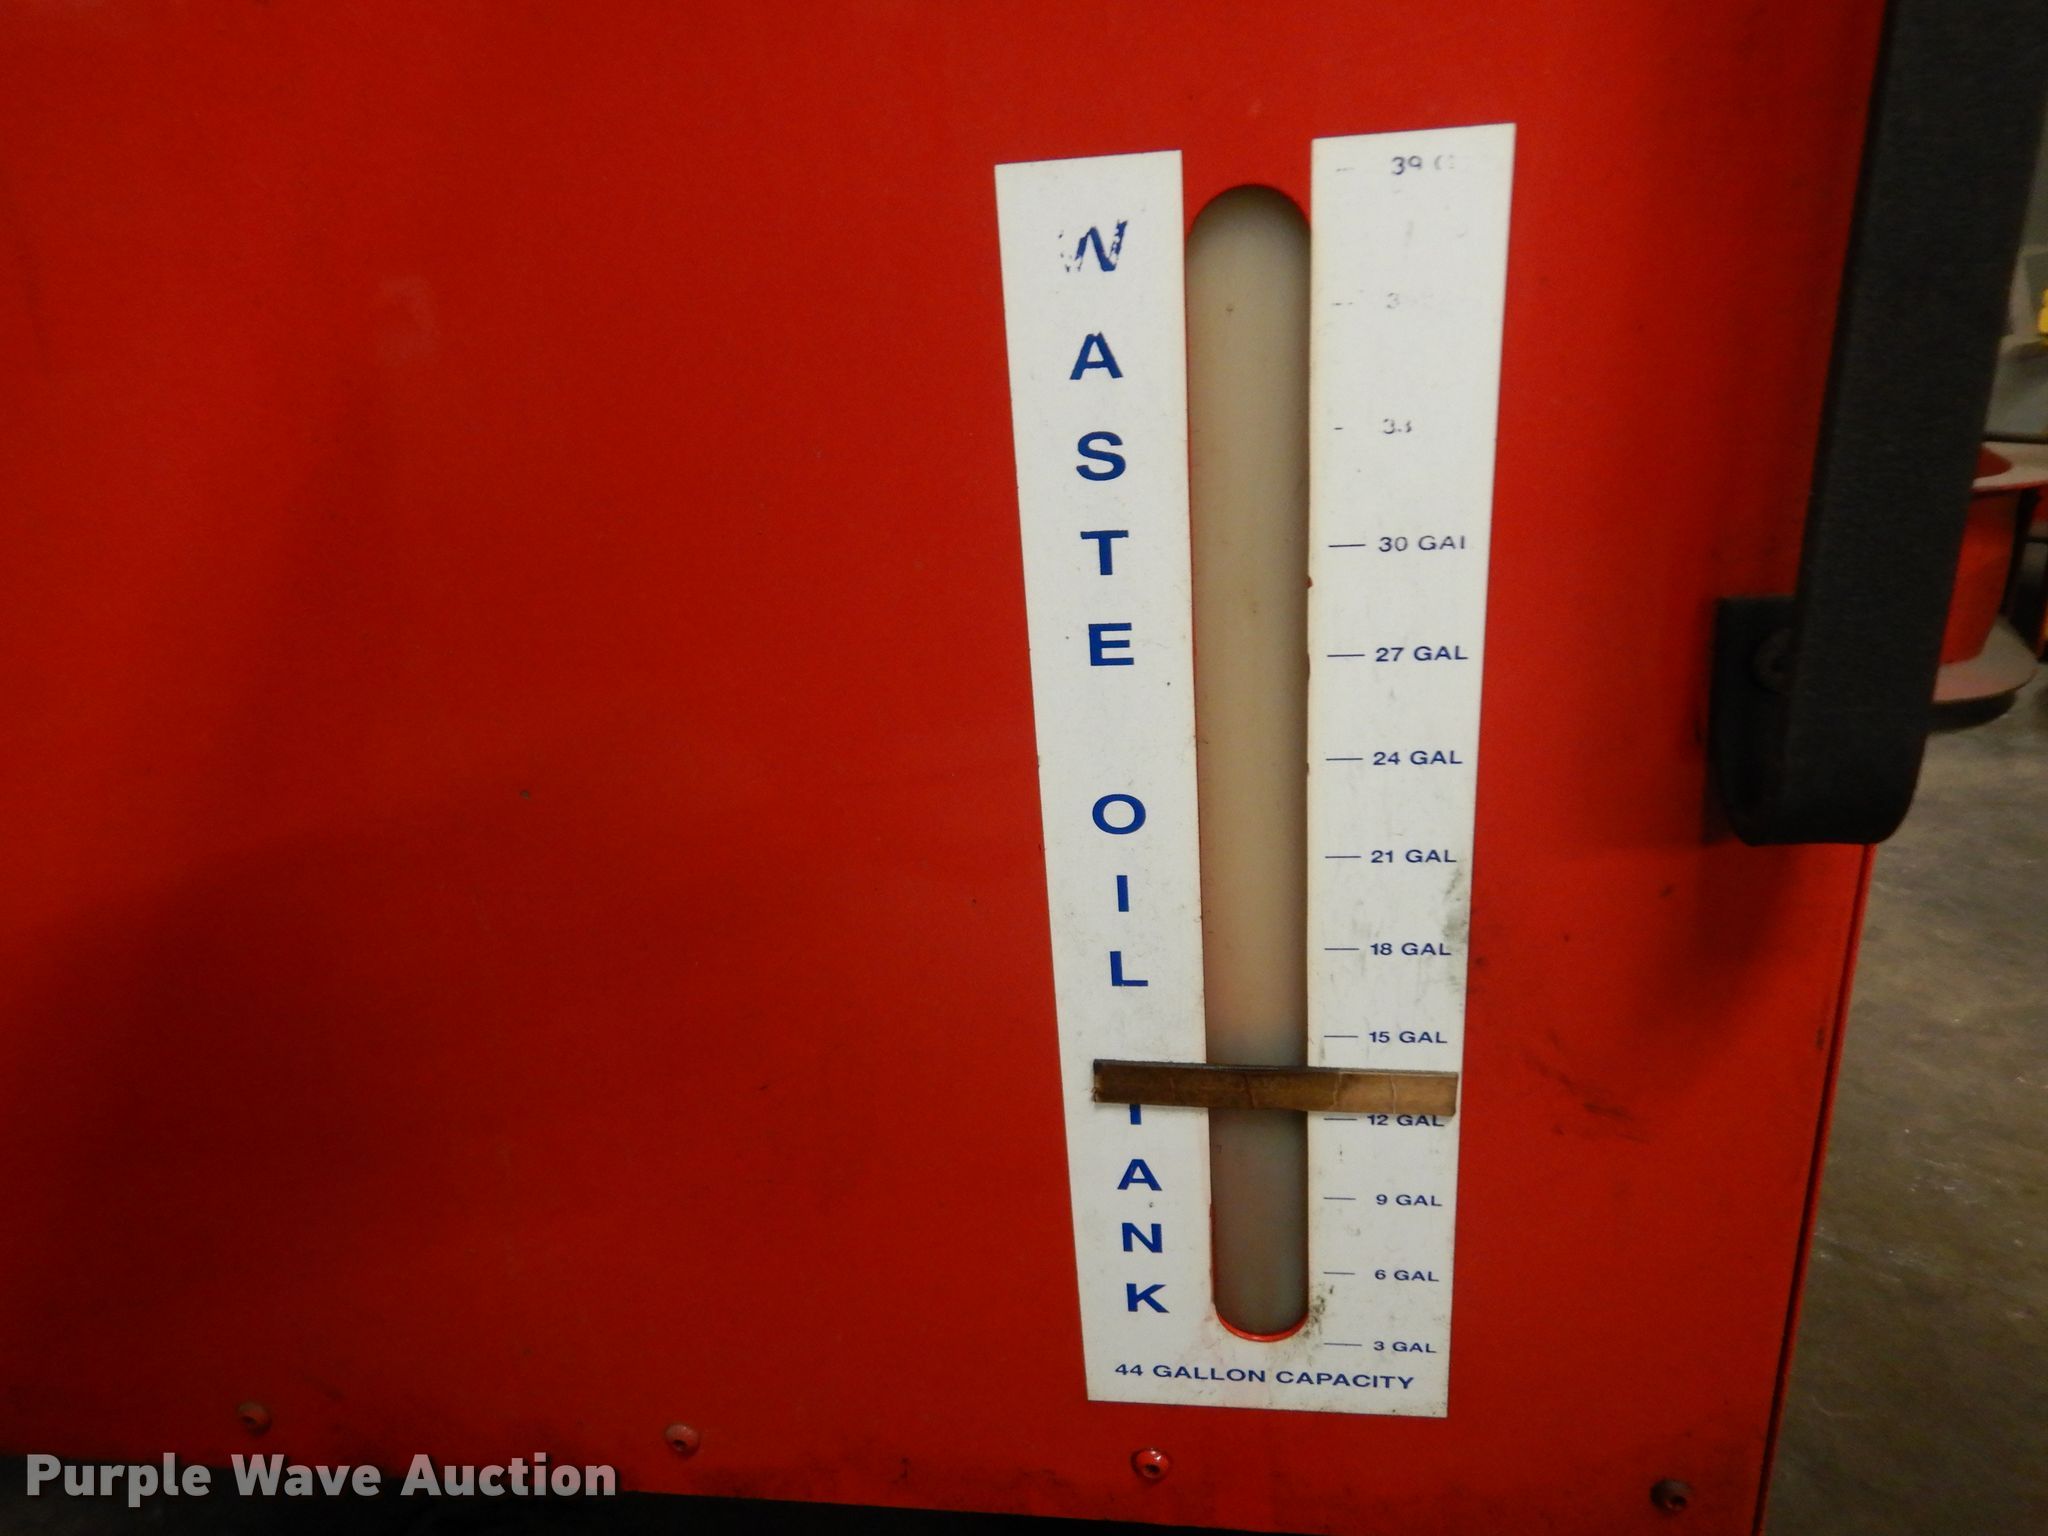 WASTE OIL TANK
39
30 GAL
27 GAL
24 GAL
21 GAL
18 GAL
15 GAL
12 GAL
9 GAL
6 GAL
3 GAL
44 GALLON CAPACITY
Purple Wave Auction